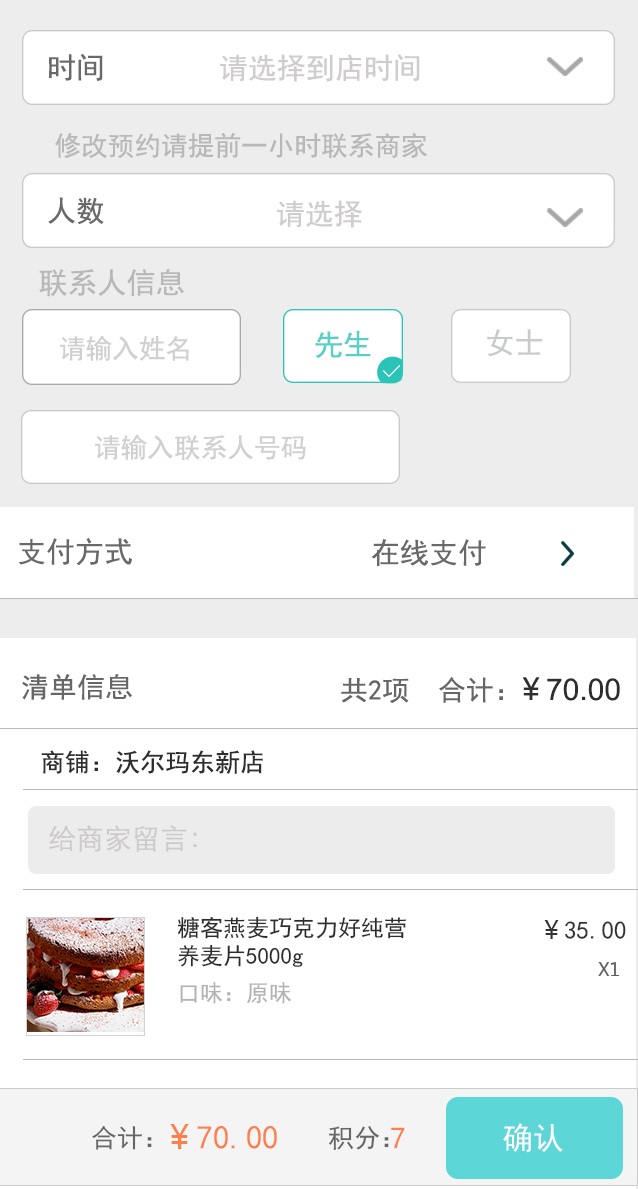 时间 请选择到店时间
修改预约请提前一小时联系商家
人数 请选择
联系人信息
请输入姓名 先生 女士
请输入联系人号码
支付方式 在线支付
清单信息 共2项 合计：￥70.00
商铺：沃尔玛东新店
给商家留言：
糖客燕麦巧克力好纯营 ￥35.00
养麦片5000g X1
口味：原味
合计：￥70.00 积分:7 确认